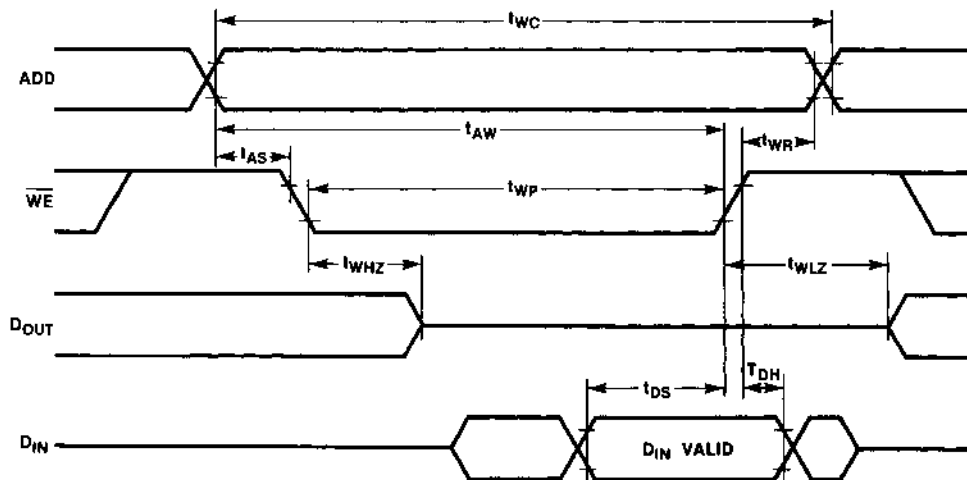 tWC
ADD
tAW
tAS
tWR
WE
tWP
tWHZ
tWLZ
DOUT
tDS
TDH
DIN
DIN VALID